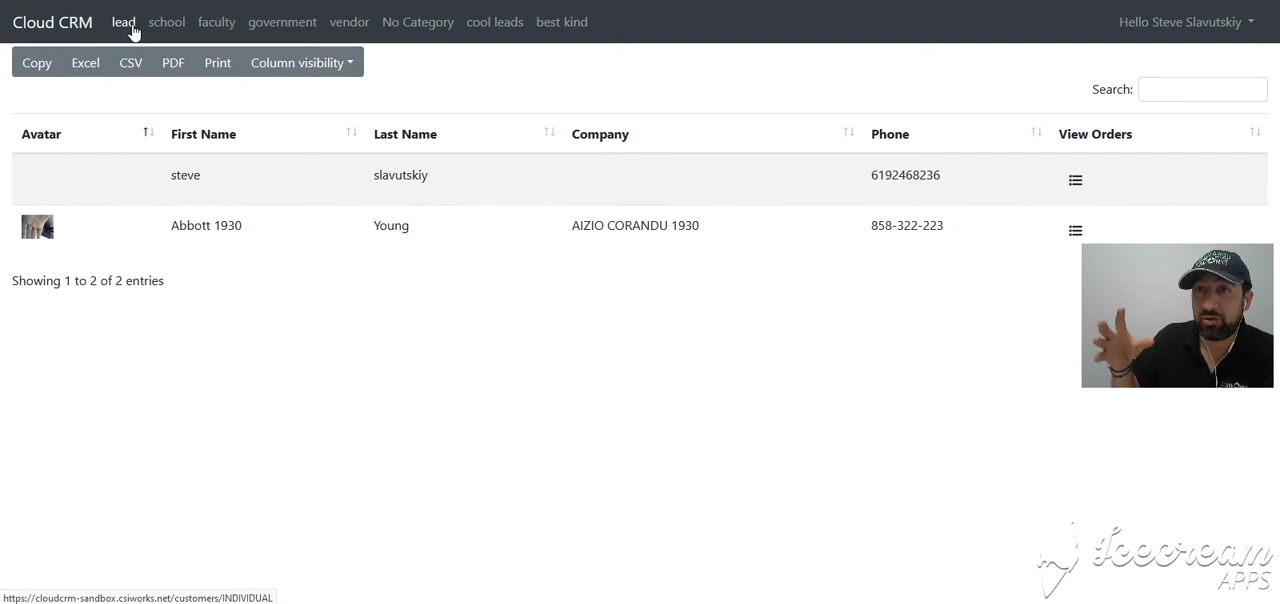 Cloud CRM lead school faculty government vendor No Category cool leads best kind Hello Steve Slavutskiy
Copy Excel CSV PDF Print Column visibility
Search:
Avatar First Name Last Name Company Phone View Orders
steve slavutskiy 6192468236
Abbott 1930 Young AIZIO CORANDU 1930 858-322-223
Showing 1 to 2 of 2 entries
Icecream
APPS
https://cloudcrm-sandbox.csiworks.net/customers/INDIVIDUAL